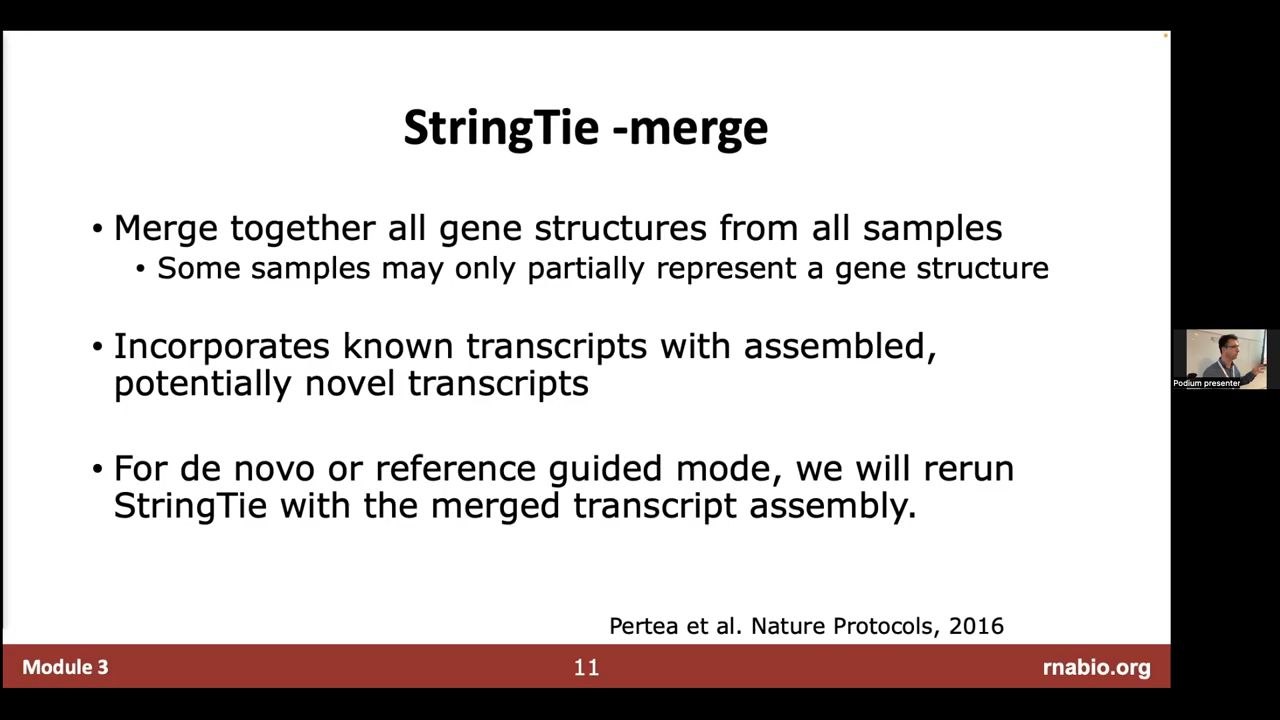 StringTie -merge
• Merge together all gene structures from all samples
• Some samples may only partially represent a gene structure
• Incorporates known transcripts with assembled,
potentially novel transcripts
• For de novo or reference guided mode, we will rerun
StringTie with the merged transcript assembly.
Pertea et al. Nature Protocols, 2016
Module 3
11
rnabio.org
Podium presenter